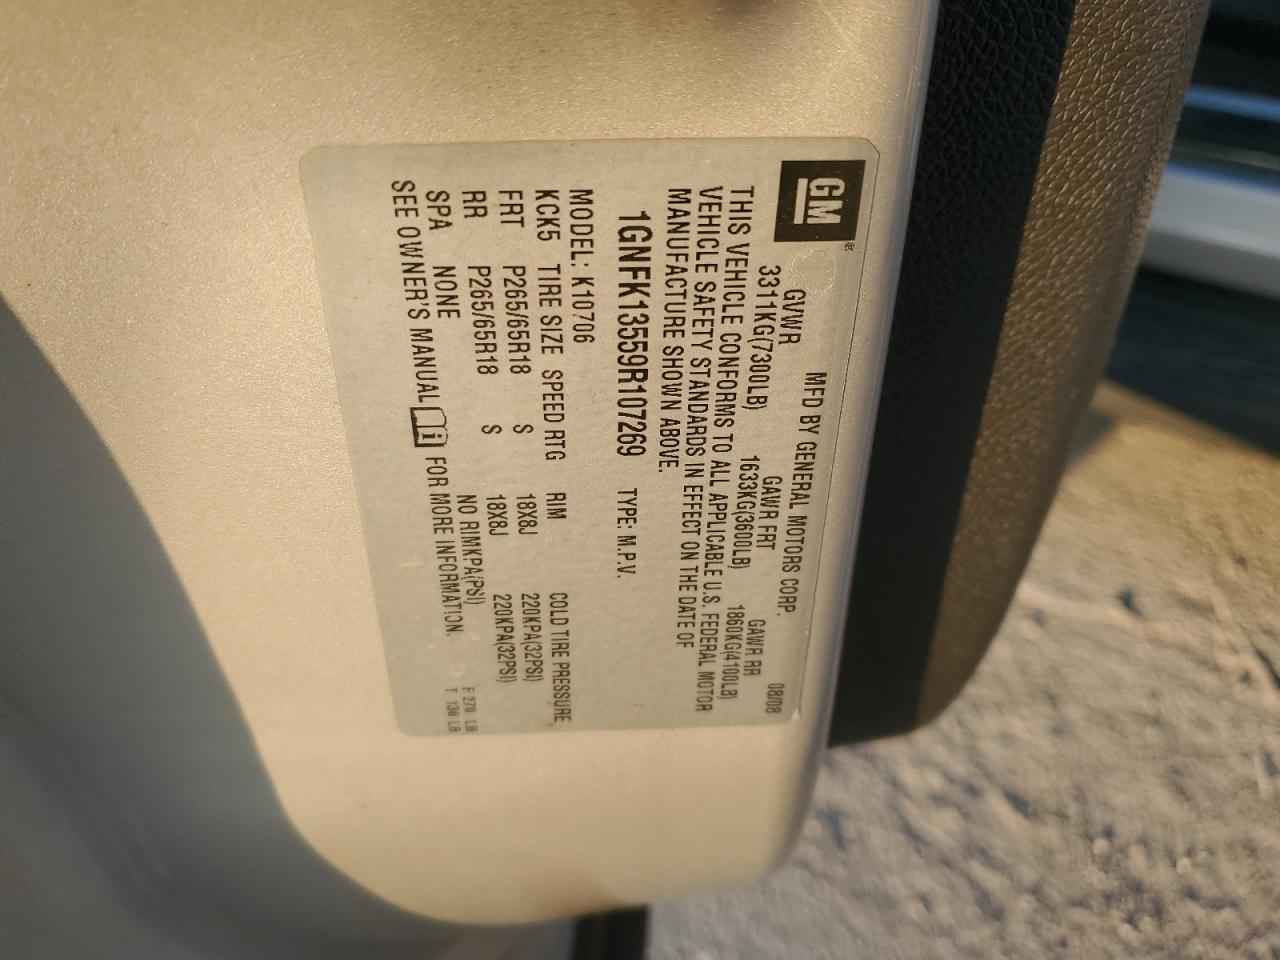 GM
MFD BY GENERAL MOTORS CORP. 08/08
GVWR GAWR FRT GAWR RR
3311KG(7300LB) 1633KG(3600LB) 1860KG(4100LB)
THIS VEHICLE CONFORMS TO ALL APPLICABLE U.S. FEDERAL MOTOR
VEHICLE SAFETY STANDARDS IN EFFECT ON THE DATE OF
MANUFACTURE SHOWN ABOVE.
1GNFK13559R107269 TYPE: M.P.V.
MODEL: K10706
KCK5 TIRE SIZE SPEED RTG RIM COLD TIRE PRESSURE
FRT P265/65R18 S 18X8J 220KPA(32PSI)
RR P265/65R18 S 18X8J 220KPA(32PSI)
SPA NONE NO RIMKPA(PSI)
SEE OWNER'S MANUAL i FOR MORE INFORMATION.
F 270 LB
T 130 LB